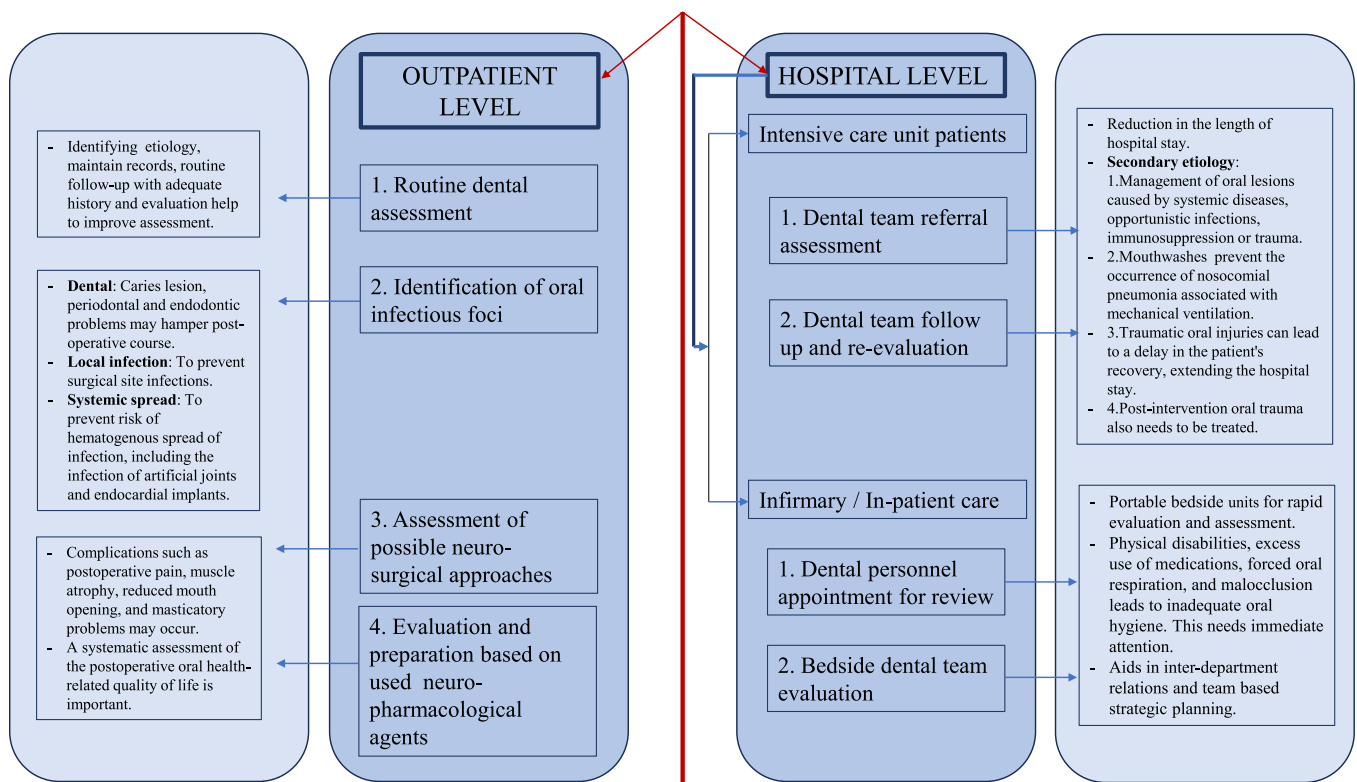 OUTPATIENT
LEVEL
- Identifying etiology,
maintain records, routine
follow-up with adequate
history and evaluation help
to improve assessment.
1. Routine dental
assessment
- Dental: Caries lesion,
periodontal and endodontic
problems may hamper post-
operative course.
- Local infection: To prevent
surgical site infections.
- Systemic spread: To
prevent risk of
hematogenous spread of
infection, including the
infection of artificial joints
and endocardial implants.
2. Identification of oral
infectious foci
- Complications such as
postoperative pain, muscle
atrophy, reduced mouth
opening, and masticatory
problems may occur.
- A systematic assessment of
the postoperative oral health-
related quality of life is
important.
3. Assessment of
possible neuro-
surgical approaches
4. Evaluation and
preparation based on
used neuro-
pharmacological
agents
HOSPITAL LEVEL
Intensive care unit patients
1. Dental team referral
assessment
2. Dental team follow
up and re-evaluation
- Reduction in the length of
hospital stay.
- Secondary etiology:
1.Management of oral lesions
caused by systemic diseases,
opportunistic infections,
immunosuppression or trauma.
- 2.Mouthwashes prevent the
occurrence of nosocomial
pneumonia associated with
mechanical ventilation.
- 3.Traumatic oral injuries can lead
to a delay in the patient's
recovery, extending the hospital
stay.
- 4.Post-intervention oral trauma
also needs to be treated.
Infirmary / In-patient care
1. Dental personnel
appointment for review
2. Bedside dental team
evaluation
- Portable bedside units for rapid
evaluation and assessment.
- Physical disabilities, excess
use of medications, forced oral
respiration, and malocclusion
leads to inadequate oral
hygiene. This needs immediate
attention.
- Aids in inter-department
relations and team based
strategic planning.